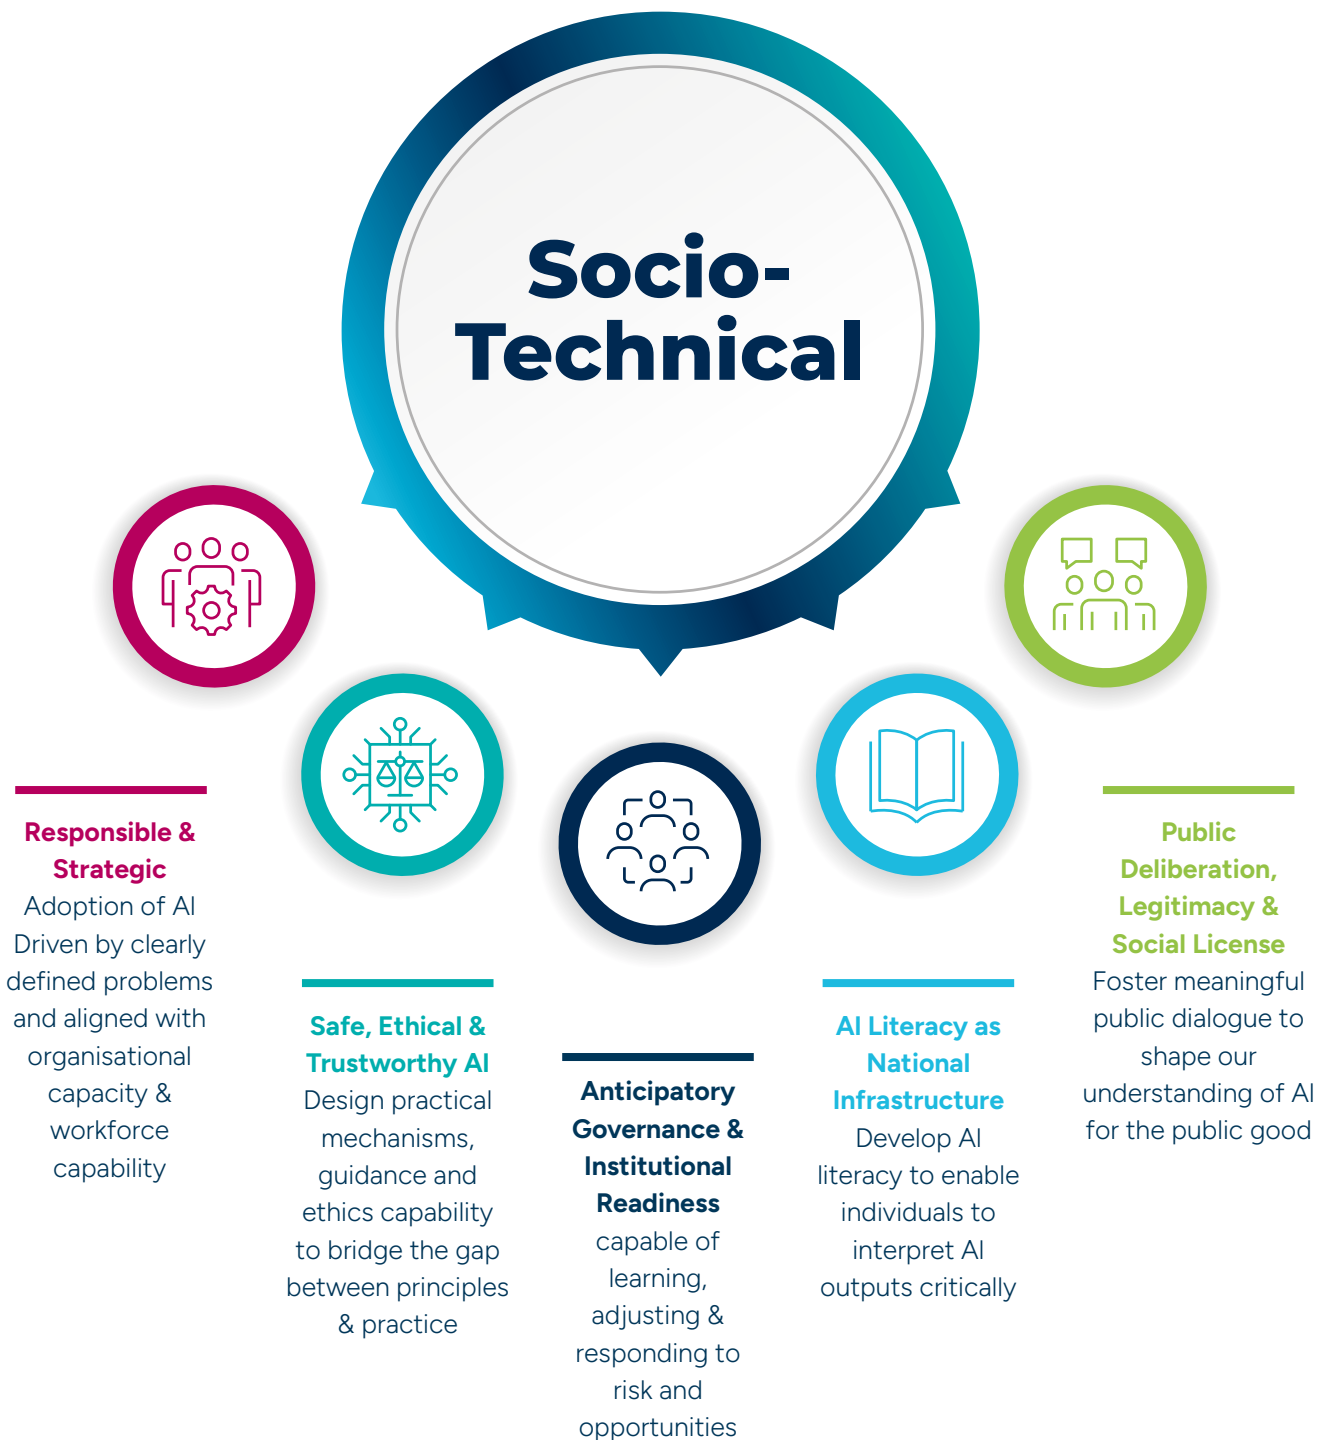 Socio-
Technical
Responsible &
Strategic
Adoption of AI
Driven by clearly
defined problems
and aligned with
organisational
capacity &
workforce
capability
Safe, Ethical &
Trustworthy AI
Design practical
mechanisms,
guidance and
ethics capability
to bridge the gap
between principles
& practice
Anticipatory
Governance &
Institutional
Readiness
capable of
learning,
adjusting &
responding to
risk and
opportunities
AI Literacy as
National
Infrastructure
Develop AI
literacy to enable
individuals to
interpret AI
outputs critically
Public
Deliberation,
Legitimacy &
Social License
Foster meaningful
public dialogue to
shape our
understanding of AI
for the public good